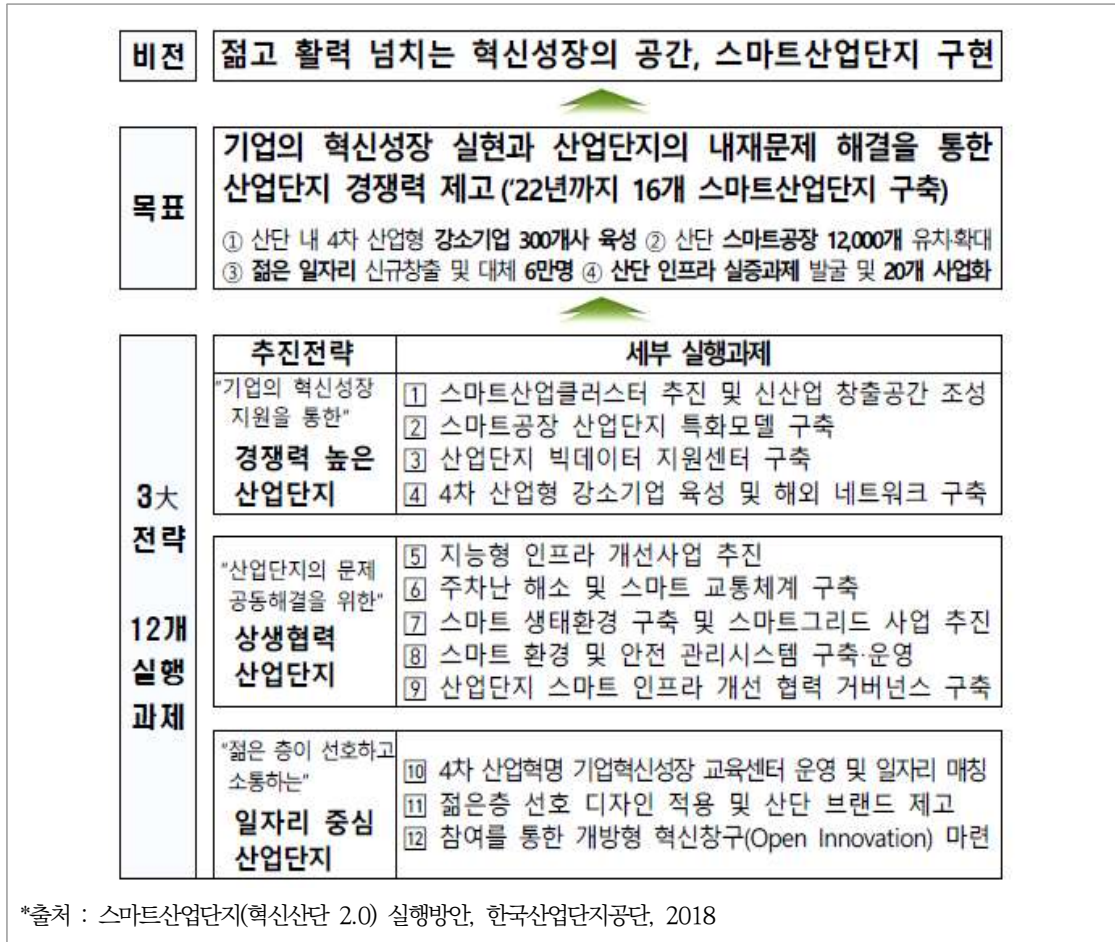 비전
젊고 활력 넘치는 혁신성장의 공간, 스마트산업단지 구현
목표
기업의 혁신성장 실현과 산업단지의 내재문제 해결을 통한
산업단지 경쟁력 제고 ('22년까지 16개 스마트산업단지 구축)
① 산단 내 4차 산업형 강소기업 300개사 육성 ② 산단 스마트공장 12,000개 유치·확대
③ 젊은 일자리 신규창출 및 대체 6만명 ④ 산단 인프라 실증과제 발굴 및 20개 사업화
3大
전략
12개
실행
과제
추진전략
세부 실행과제
"기업의 혁신성장
지원을 통한"
경쟁력 높은
산업단지
1 스마트산업클러스터 추진 및 신산업 창출공간 조성
2 스마트공장 산업단지 특화모델 구축
3 산업단지 빅데이터 지원센터 구축
4 4차 산업형 강소기업 육성 및 해외 네트워크 구축
"산업단지의 문제
공동해결을 위한"
상생협력
산업단지
5 지능형 인프라 개선사업 추진
6 주차난 해소 및 스마트 교통체계 구축
7 스마트 생태환경 구축 및 스마트그리드 사업 추진
8 스마트 환경 및 안전 관리시스템 구축·운영
9 산업단지 스마트 인프라 개선 협력 거버넌스 구축
"젊은 층이 선호하고
소통하는"
일자리 중심
산업단지
10 4차 산업혁명 기업혁신성장 교육센터 운영 및 일자리 매칭
11 젊은층 선호 디자인 적용 및 산단 브랜드 제고
12 참여를 통한 개방형 혁신창구(Open Innovation) 마련
*출처 : 스마트산업단지(혁신산단 2.0) 실행방안, 한국산업단지공단, 2018